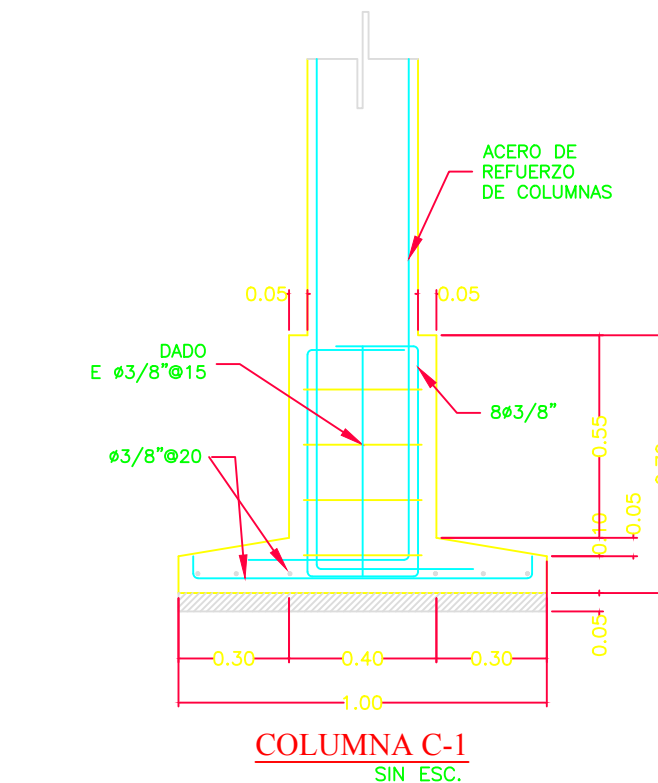 ACERO DE
REFUERZO
DE COLUMNAS
0.05
0.05
DADO
E ø3/8"@15
8ø3/8"
ø3/8"@20
0.55
0.05
0.10
0.05
0.30
0.40
0.30
1.00
COLUMNA C-1
SIN ESC.